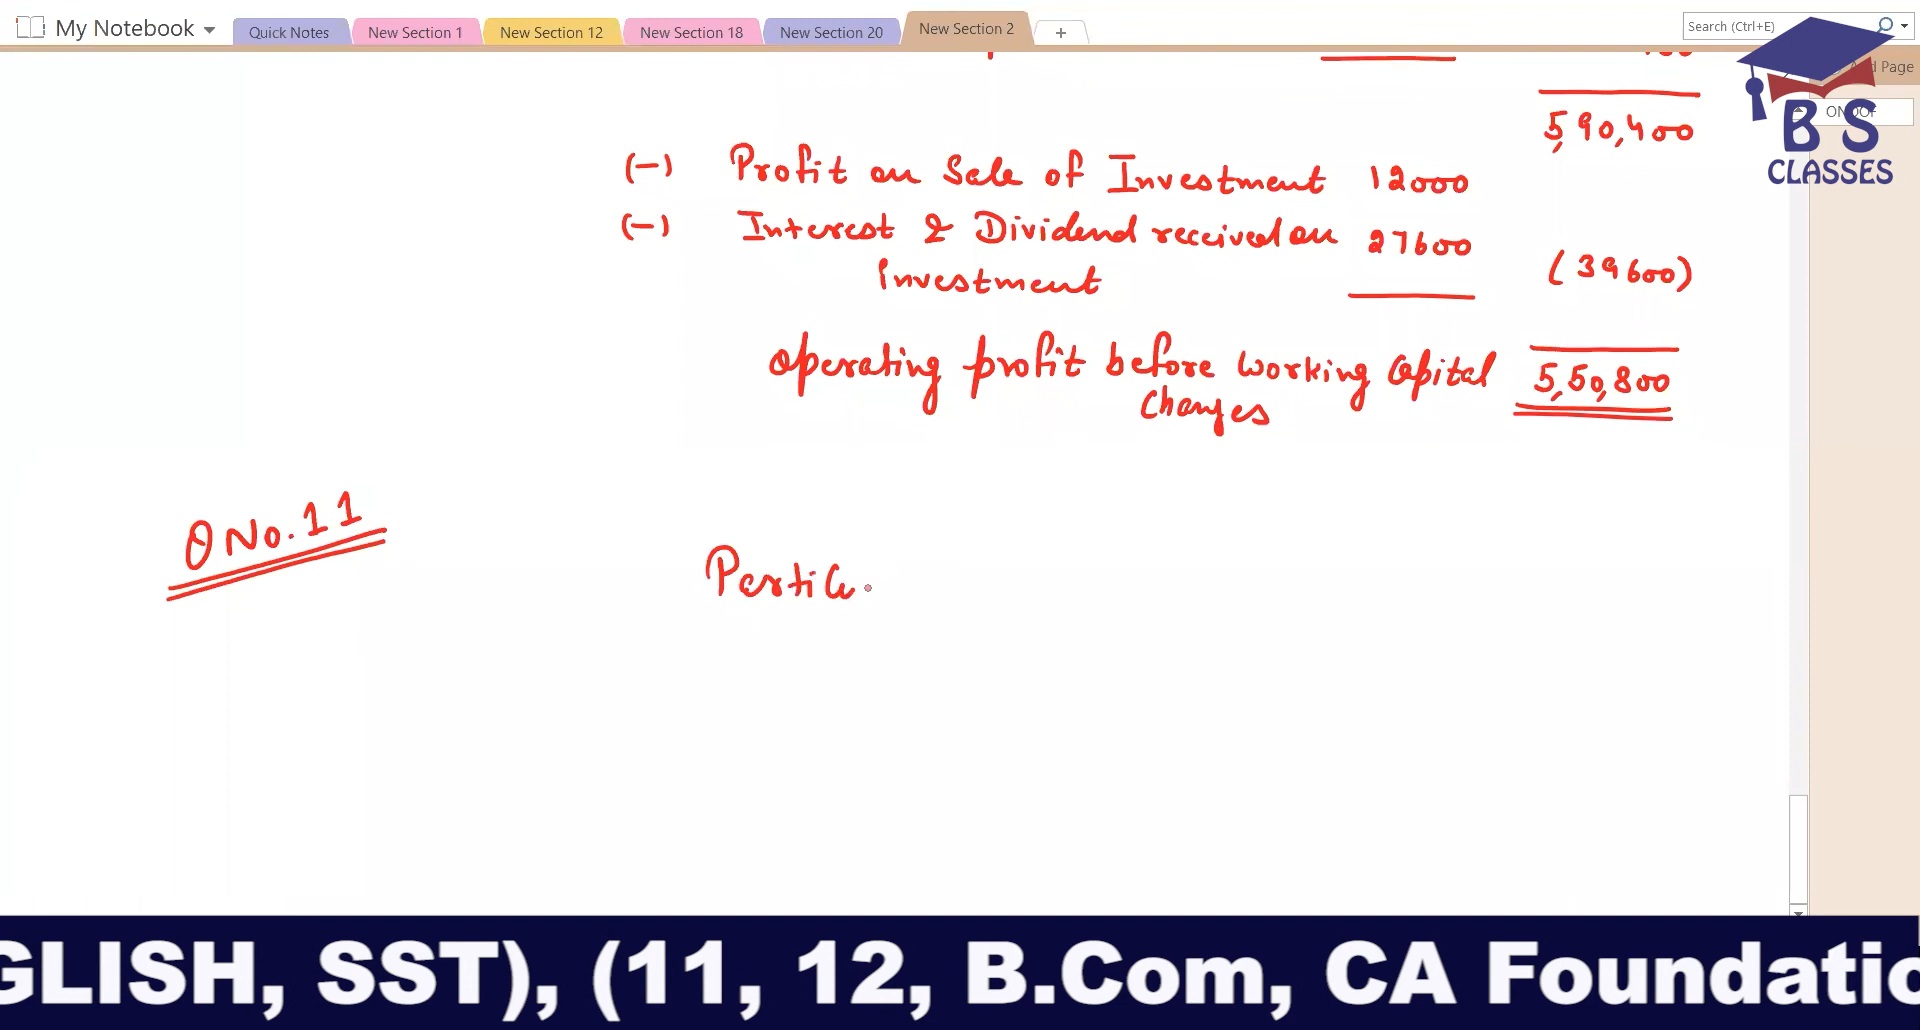 My Notebook
Quick Notes
New Section 1
New Section 12
New Section 18
New Section 20
New Section 2
+
Search (Ctrl+E)
Page
B S
CLASSES
5,90,400
(-) Profit on Sale of Investment 12000
(-) Interest & Dividend received on 27600
Investment
(39600)
Operating profit before working Capital 5,50,800
Changes
Q No. 11
Particu
GLISH, SST), (11, 12, B.Com, CA Foundatio